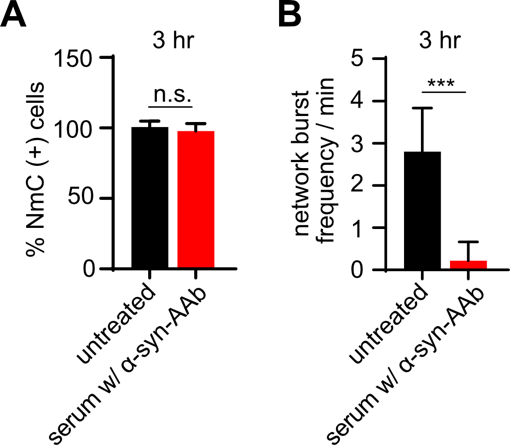 A
3 hr
n.s.
% NmC (+) cells
150
100
50
0
untreated
serum w/ α-syn-AAb
B
3 hr
***
network burst
frequency / min
5
4
3
2
1
0
untreated
serum w/ α-syn-AAb